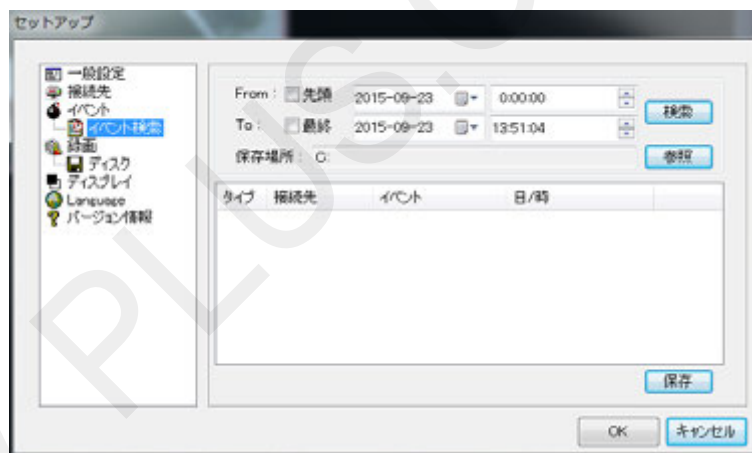 セットアップ
一般設定
接続先
イベント
イベント検索
録画
ディスク
ディスプレイ
Language
バージョン情報
From : 先頭 2015-09-23 0:00:00
検索
To : 最終 2015-09-23 13:51:04
保存場所 : G:
参照
タイプ 接続先 イベント 日/時
保存
OK キャンセル
PLUS.